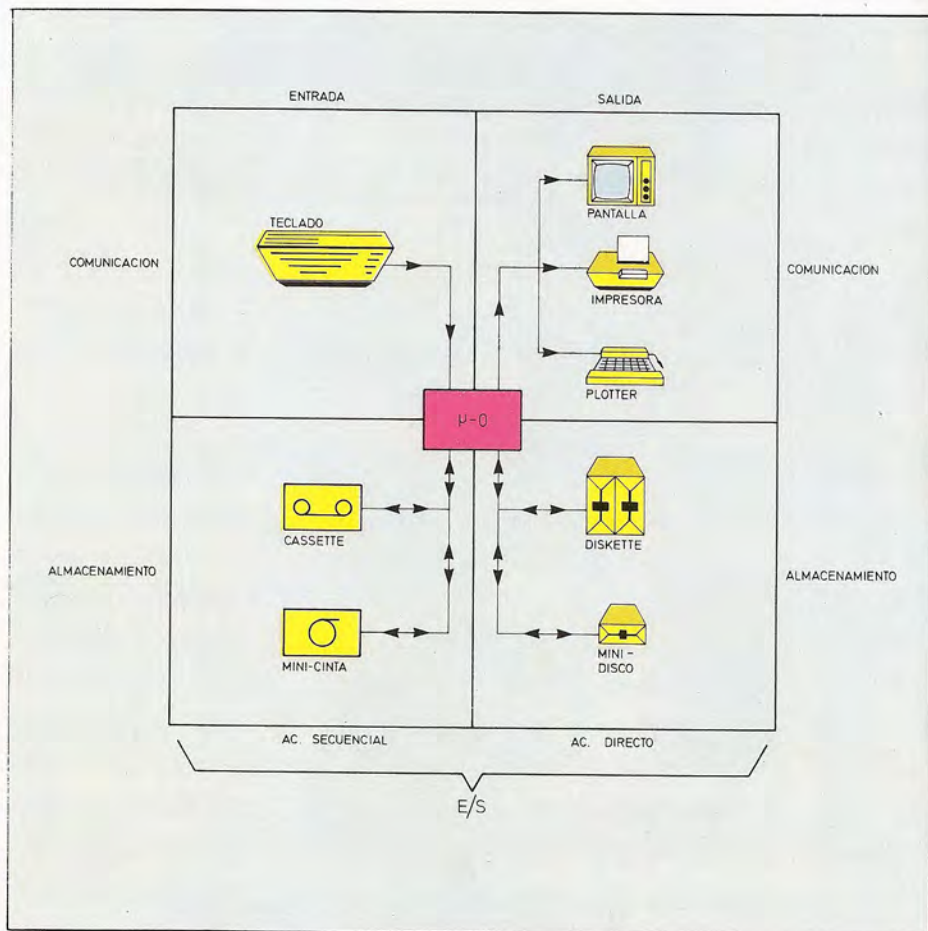 ENTRADA
SALIDA
PANTALLA
TECLADO
COMUNICACION
COMUNICACION
IMPRESORA
PLOTTER
μ-0
CASSETTE
DISKETTE
ALMACENAMIENTO
ALMACENAMIENTO
MINI-CINTA
MINI-
DISCO
AC. SECUENCIAL
AC. DIRECTO
E/S